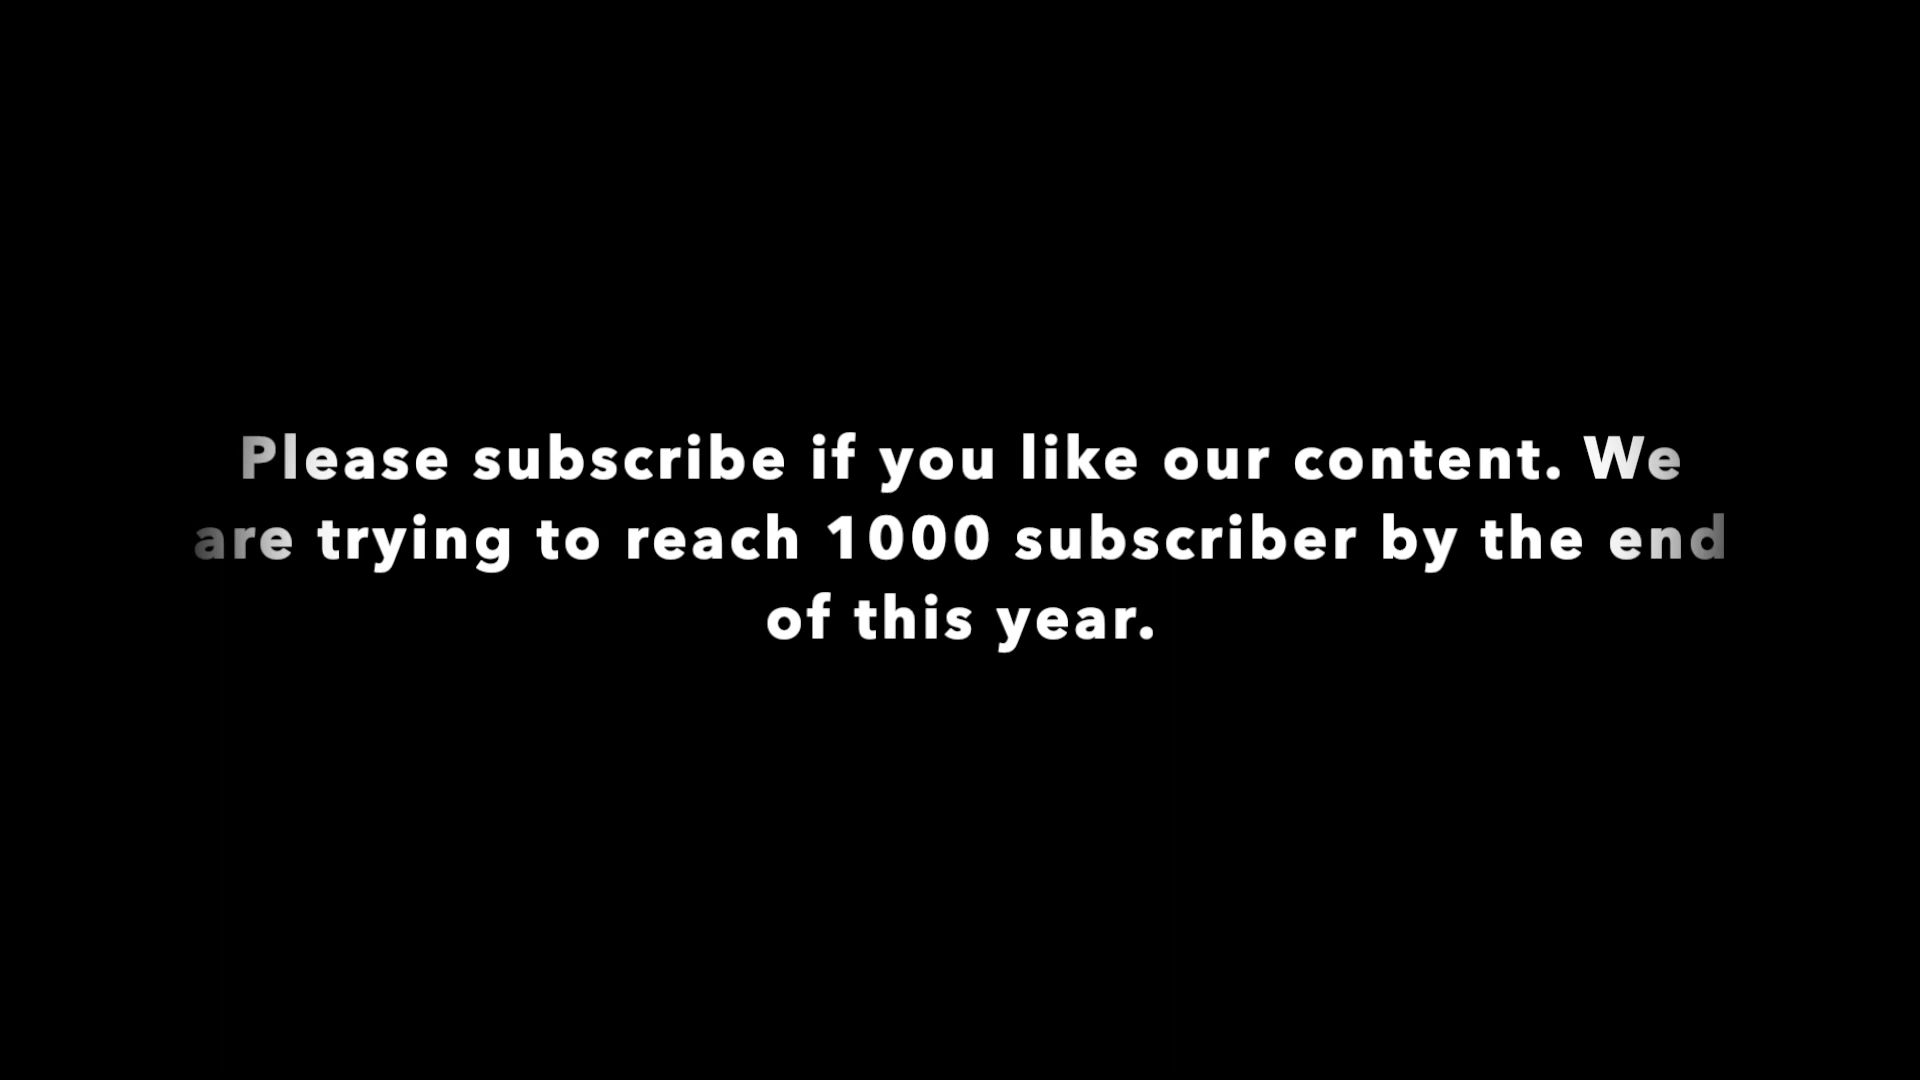 Please subscribe if you like our content. We
are trying to reach 1000 subscriber by the end
of this year.